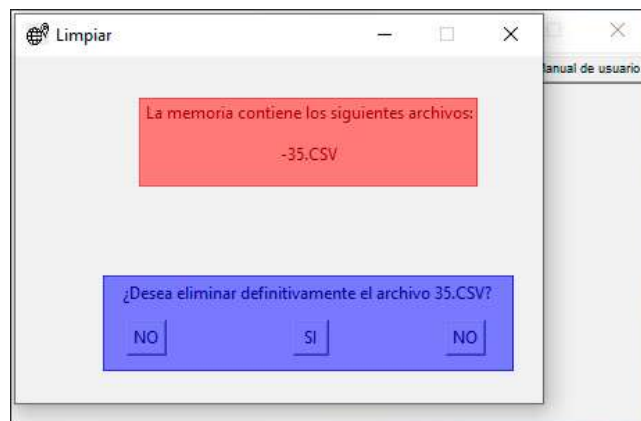 Limpiar
Manual de usuario
La memoria contiene los siguientes archivos:
-35.CSV
¿Desea eliminar definitivamente el archivo 35.CSV?
NO SI NO